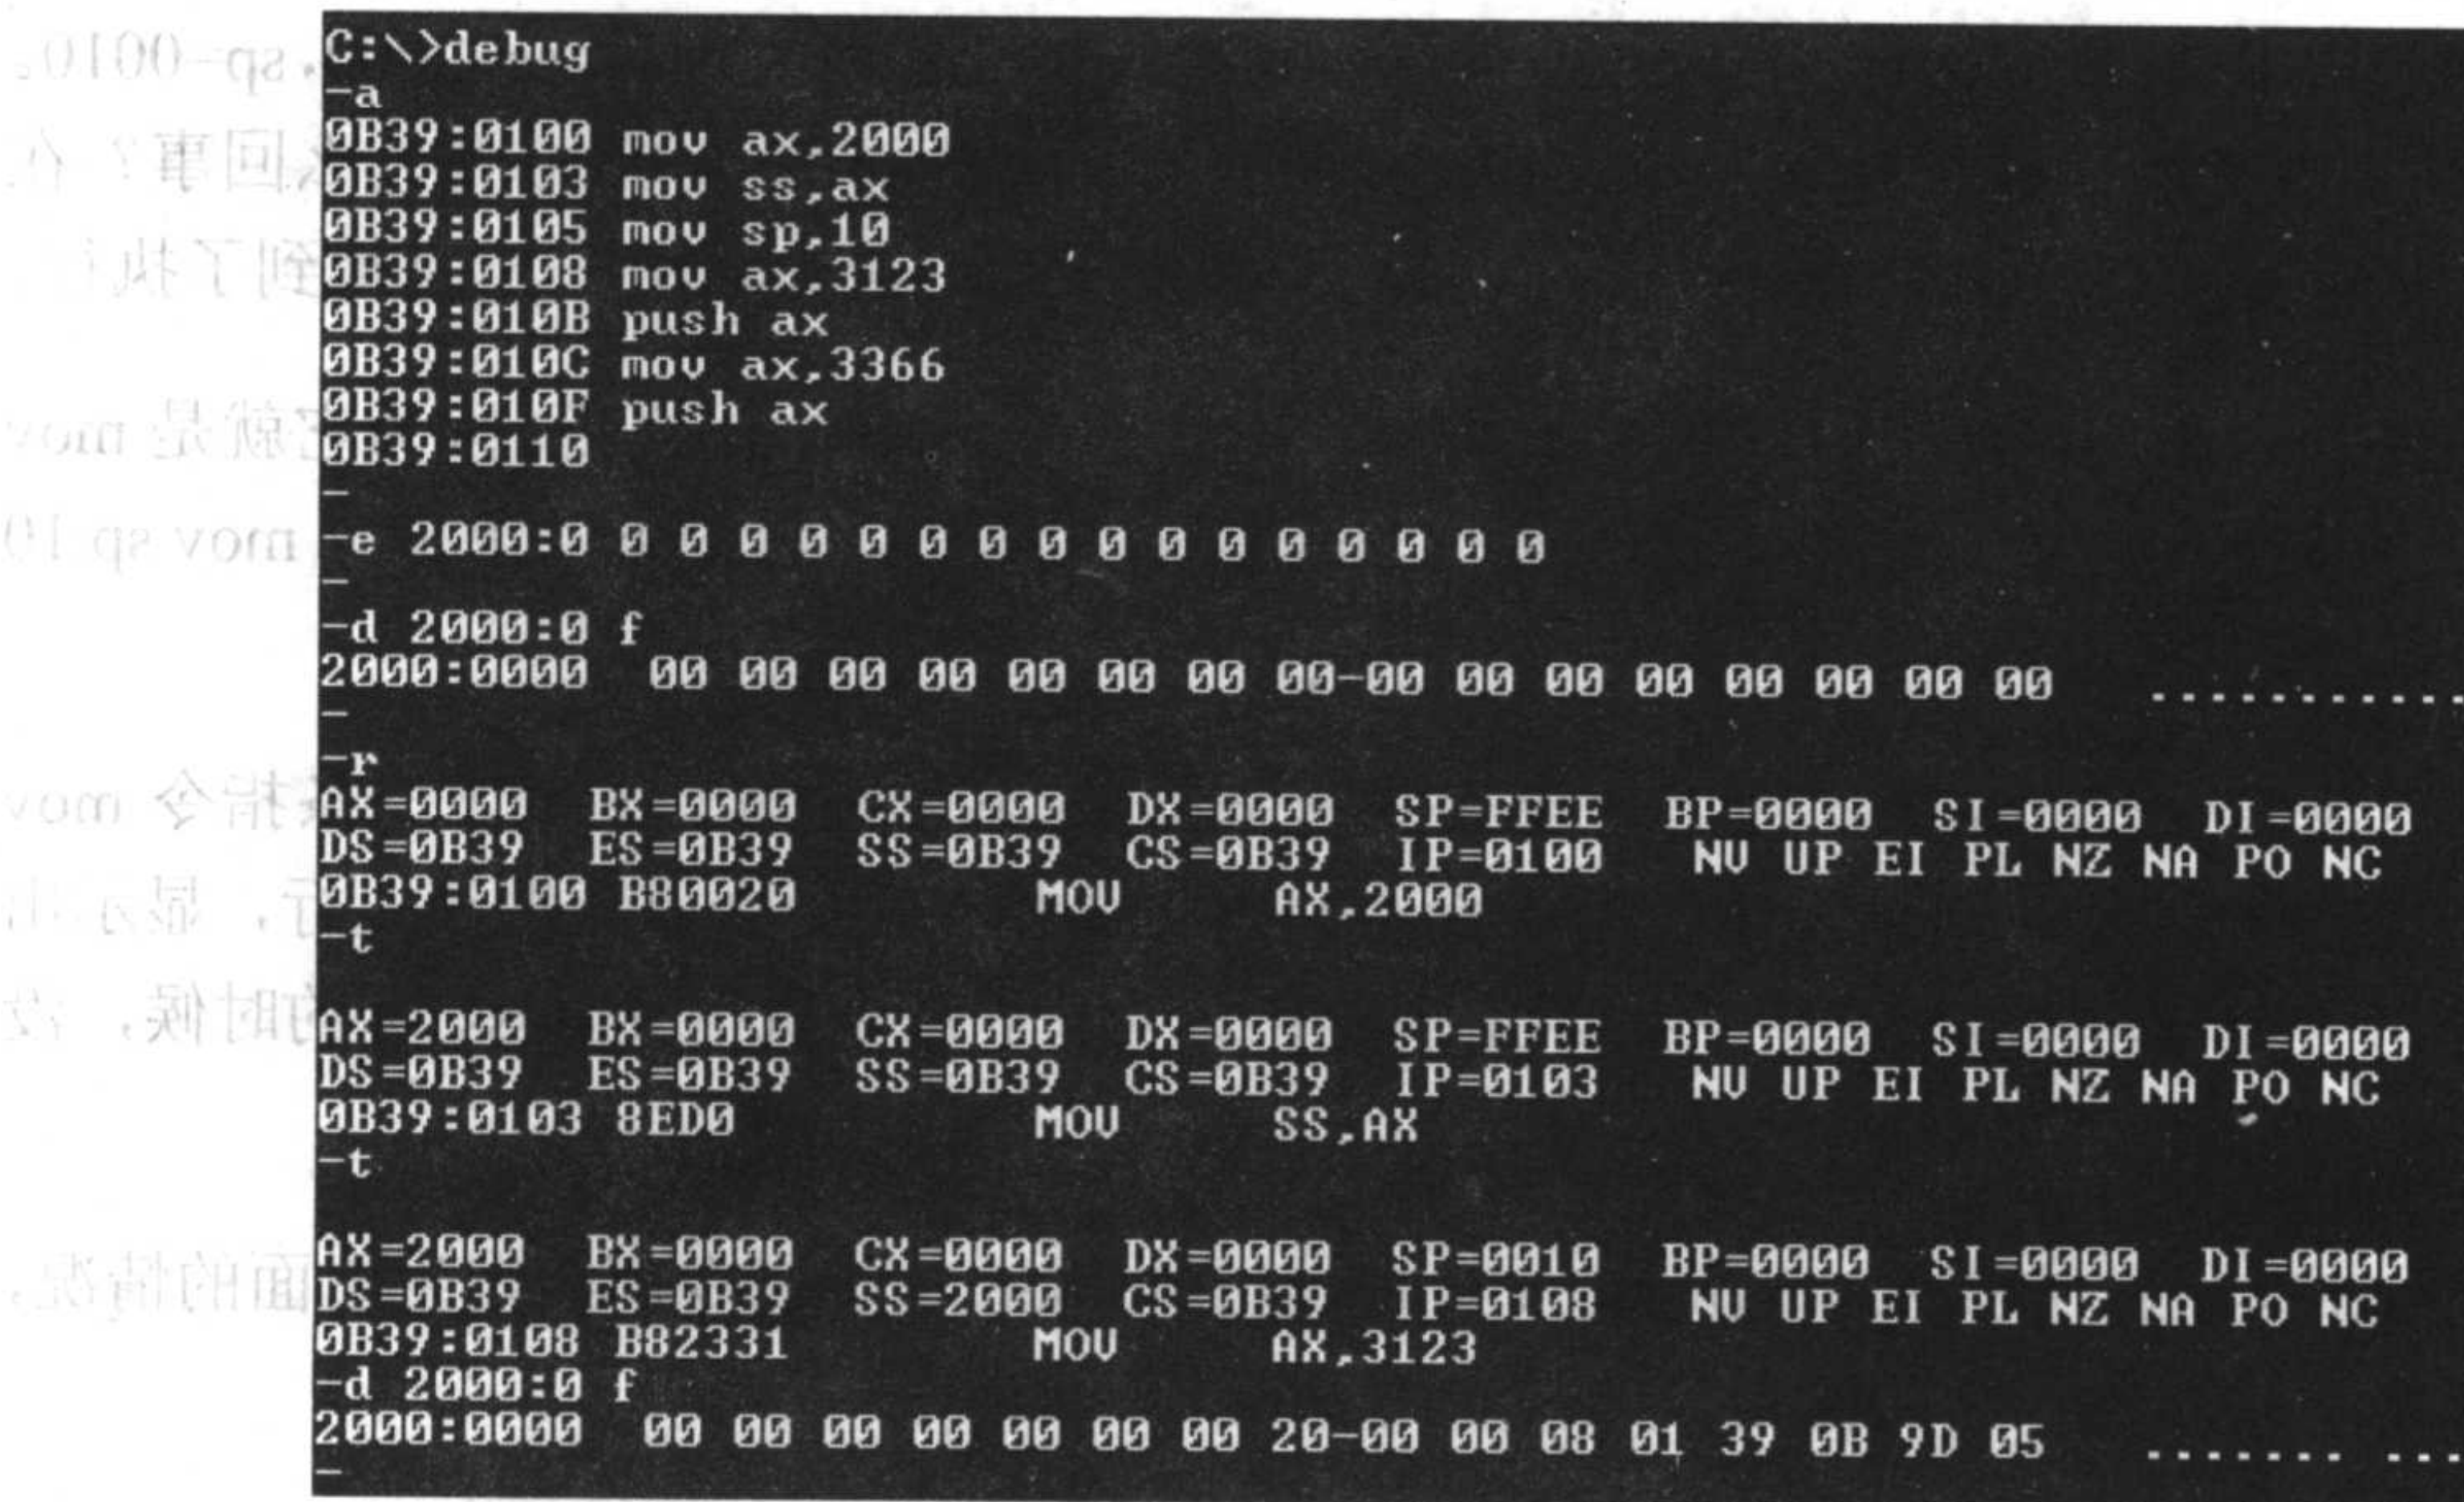 C:\>debug
-a
0B39:0100 mov ax,2000
0B39:0103 mov ss,ax
0B39:0105 mov sp,10
0B39:0108 mov ax,3123
0B39:010B push ax
0B39:010C mov ax,3366
0B39:010F push ax
0B39:0110
-
-e 2000:0 0 0 0 0 0 0 0 0 0 0 0 0 0 0 0 0
-
-d 2000:0 f
2000:0000  00 00 00 00 00 00 00 00-00 00 00 00 00 00 00 00   ...........
-
-r
AX=0000  BX=0000  CX=0000  DX=0000  SP=FFEE  BP=0000  SI=0000  DI=0000
DS=0B39  ES=0B39  SS=0B39  CS=0B39  IP=0100   NV UP EI PL NZ NA PO NC
0B39:0100 B80020        MOV     AX,2000
-t
AX=2000  BX=0000  CX=0000  DX=0000  SP=FFEE  BP=0000  SI=0000  DI=0000
DS=0B39  ES=0B39  SS=0B39  CS=0B39  IP=0103   NV UP EI PL NZ NA PO NC
0B39:0103 8ED0          MOV     SS,AX
-t
AX=2000  BX=0000  CX=0000  DX=0000  SP=0010  BP=0000  SI=0000  DI=0000
DS=0B39  ES=0B39  SS=2000  CS=0B39  IP=0108   NV UP EI PL NZ NA PO NC
0B39:0108 B82331        MOV     AX,3123
-d 2000:0 f
2000:0000  00 00 00 00 00 00 00 20-00 00 08 01 39 0B 9D 05   ....... ...
-